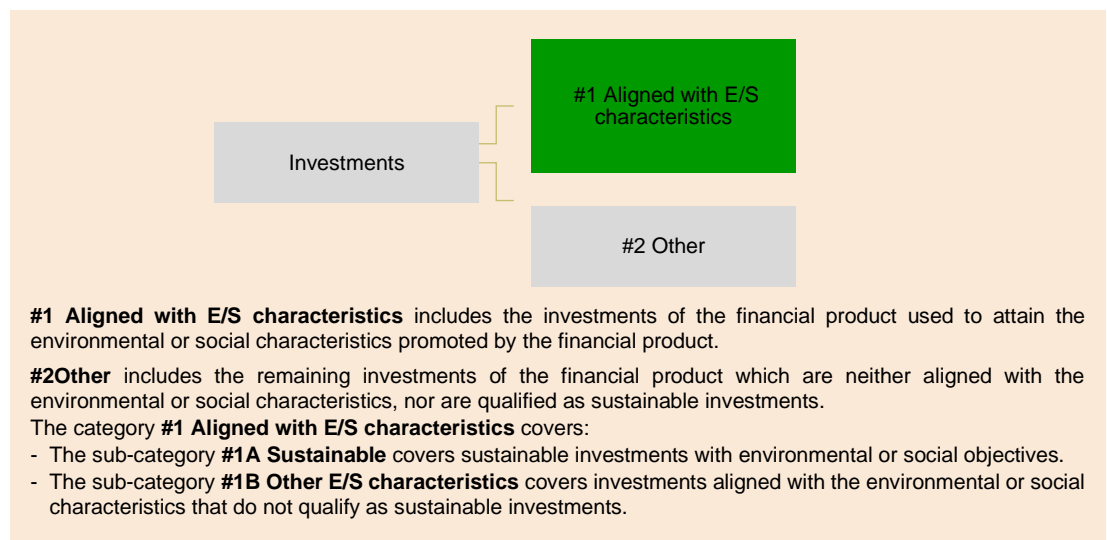 #1 Aligned with E/S
characteristics
Investments
#2 Other
#1 Aligned with E/S characteristics includes the investments of the financial product used to attain the
environmental or social characteristics promoted by the financial product.
#2Other includes the remaining investments of the financial product which are neither aligned with the
environmental or social characteristics, nor are qualified as sustainable investments.
The category #1 Aligned with E/S characteristics covers:
- The sub-category #1A Sustainable covers sustainable investments with environmental or social objectives.
- The sub-category #1B Other E/S characteristics covers investments aligned with the environmental or social
characteristics that do not qualify as sustainable investments.